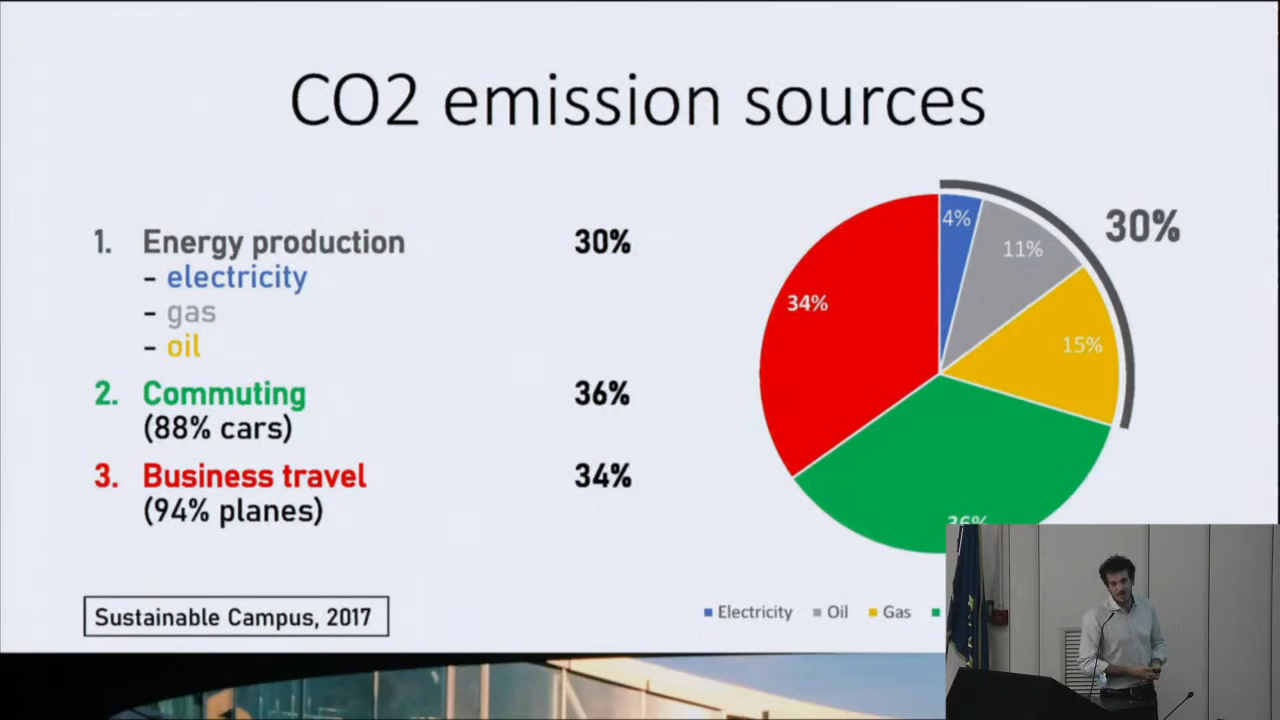 CO2 emission sources
1. Energy production 30%
- electricity
- gas
- oil
2. Commuting 36%
(88% cars)
3. Business travel 34%
(94% planes)
Sustainable Campus, 2017
30%
4%
11%
15%
34%
36%
Electricity Oil Gas